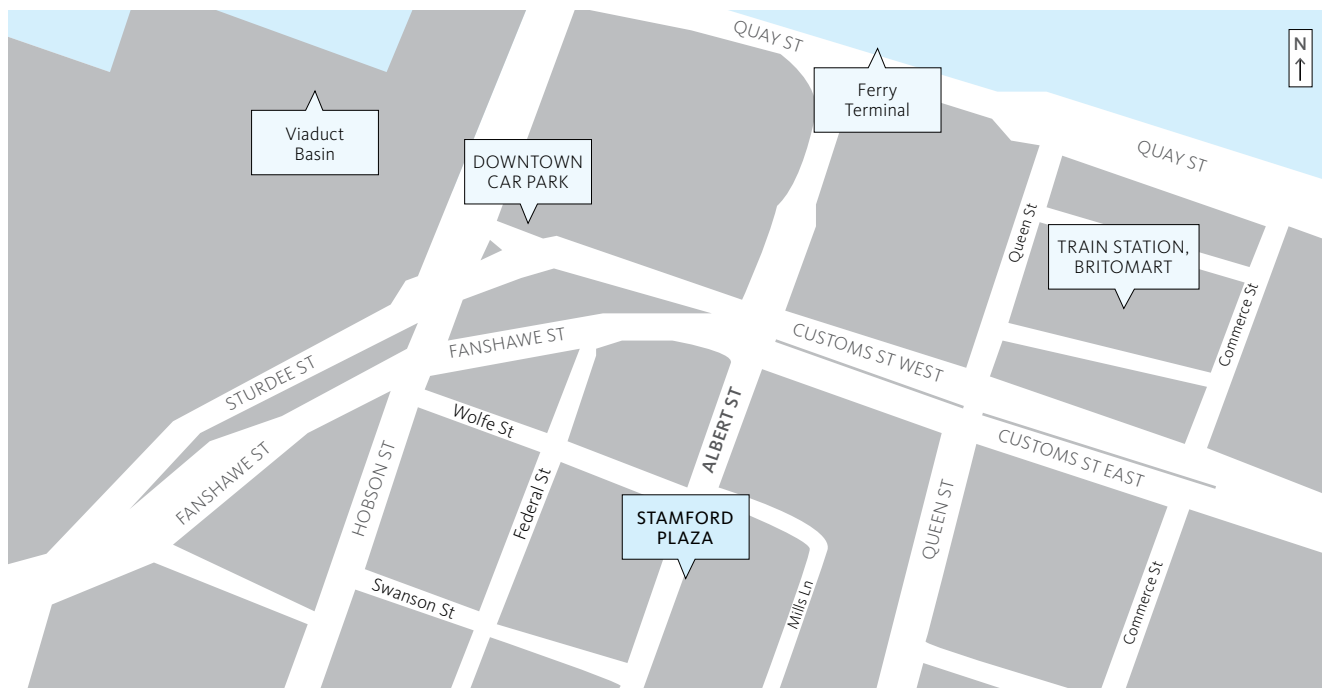 QUAY ST
N
Ferry
Terminal
Viaduct
Basin
DOWNTOWN
CAR PARK
QUAY ST
Queen St
TRAIN STATION,
BRITOMART
Commerce St
CUSTOMS ST WEST
FANSHAWE ST
STURDEE ST
Wolfe St
ALBERT ST
CUSTOMS ST EAST
FANSHAWE ST
HOBSON ST
Federal St
STAMFORD
PLAZA
QUEEN ST
Swanson St
Mills Ln
Commerce St